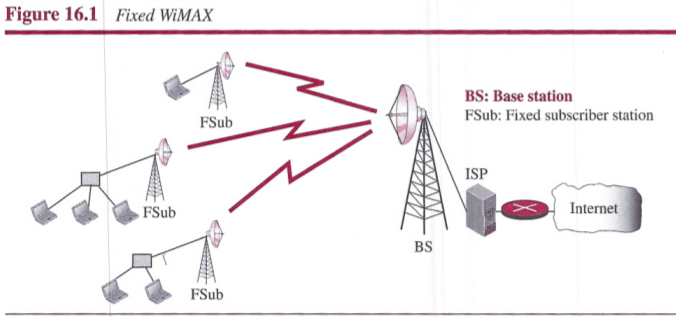 Figure 16.1 Fixed WiMAX
BS: Base station
FSub: Fixed subscriber station
FSub
ISP
FSub
Internet
BS
FSub